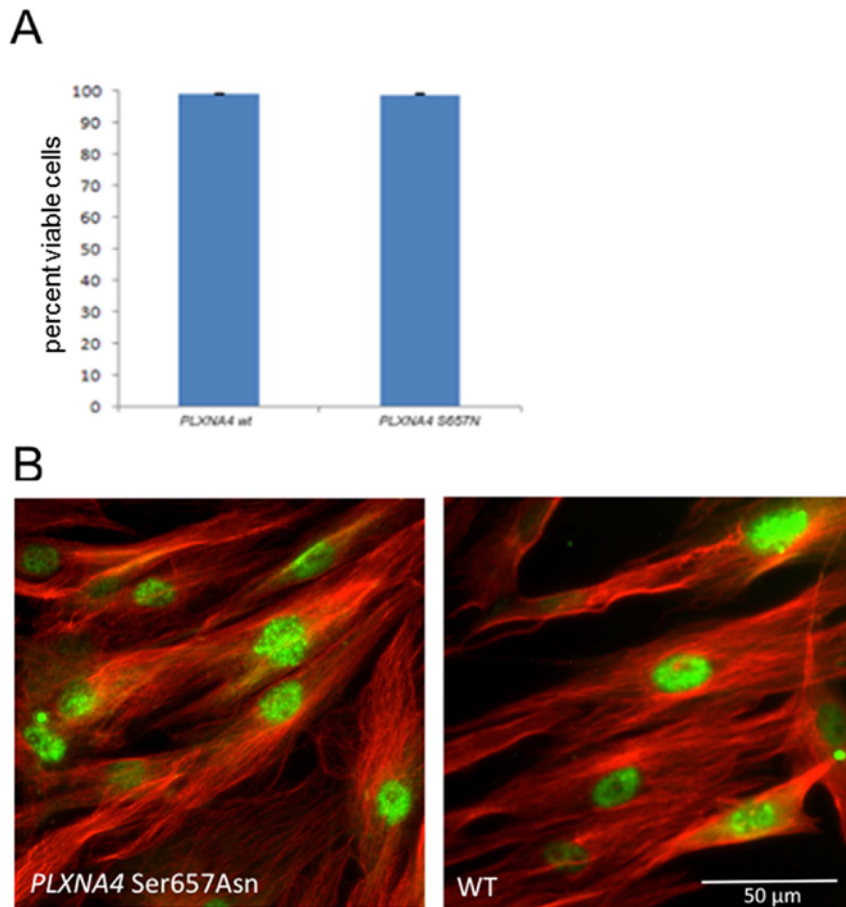 A
percent viable cells
100
90
80
70
60
50
40
30
20
10
0
PLXNA4 wt
PLXNA4 S657N
B
PLXNA4 Ser657Asn
WT
50 µm